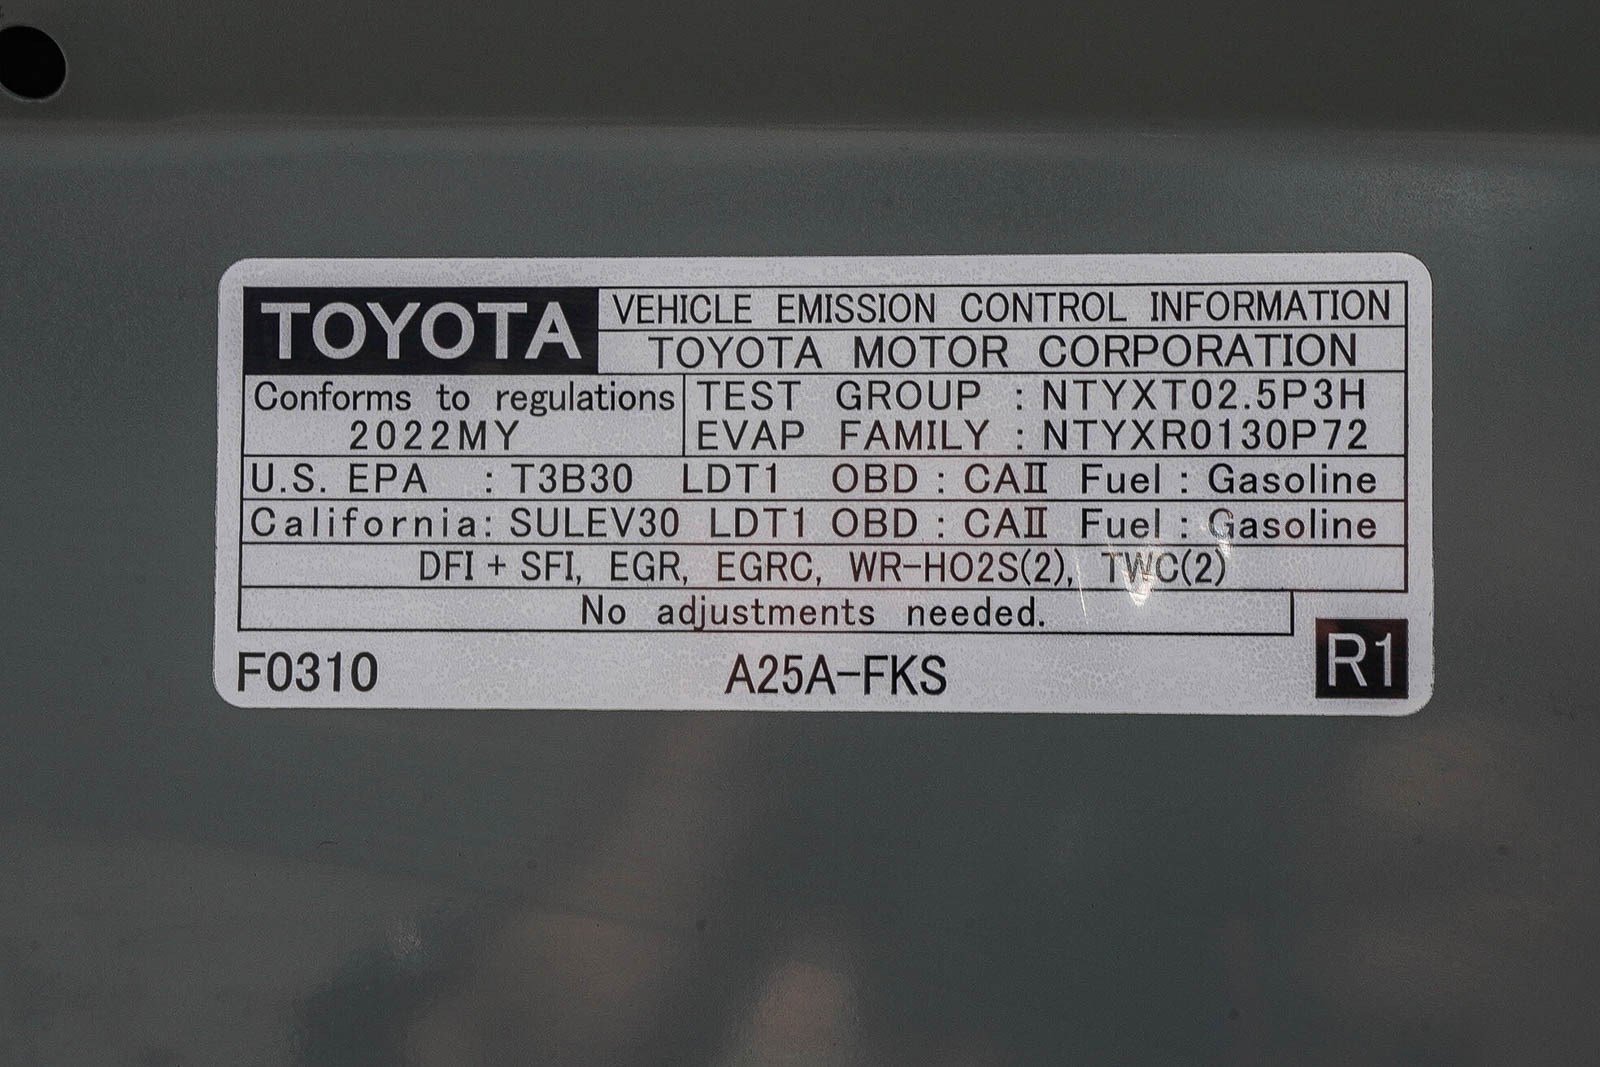 TOYOTA
VEHICLE EMISSION CONTROL INFORMATION
TOYOTA MOTOR CORPORATION
Conforms to regulations
2022MY
TEST GROUP : NTYXT02.5P3H
EVAP FAMILY : NTYXR0130P72
U.S. EPA : T3B30 LDT1 OBD : CAⅡ Fuel : Gasoline
California: SULEV30 LDT1 OBD : CAⅡ Fuel : Gasoline
DFI + SFI, EGR, EGRC, WR-HO2S(2), TWC(2)
No adjustments needed.
F0310
A25A-FKS
R1